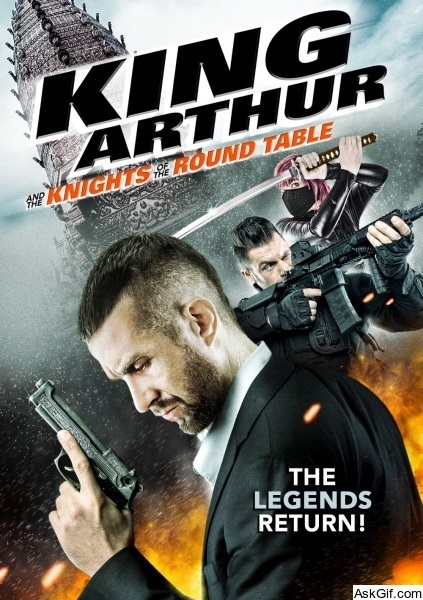 KING
ARTHUR
AND THE KNIGHTS OF THE ROUND TABLE
THE
LEGENDS
RETURN!
AskGif.com